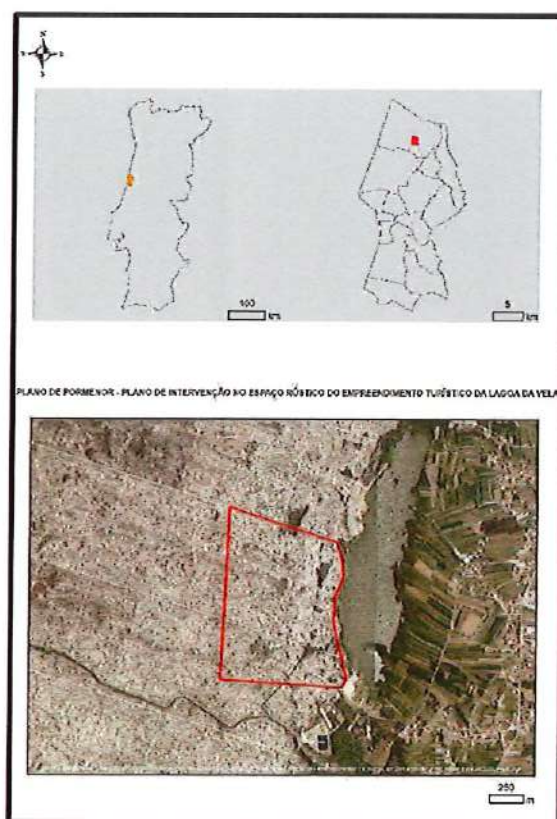 N
S
100
km
5
km
PLANO DE PORMENOR - PLANO DE INTERVENÇÃO NO ESPAÇO RÚSTICO DO EMPREENDIMENTO TURÍSTICO DA LAGOA DA VELA
250
m